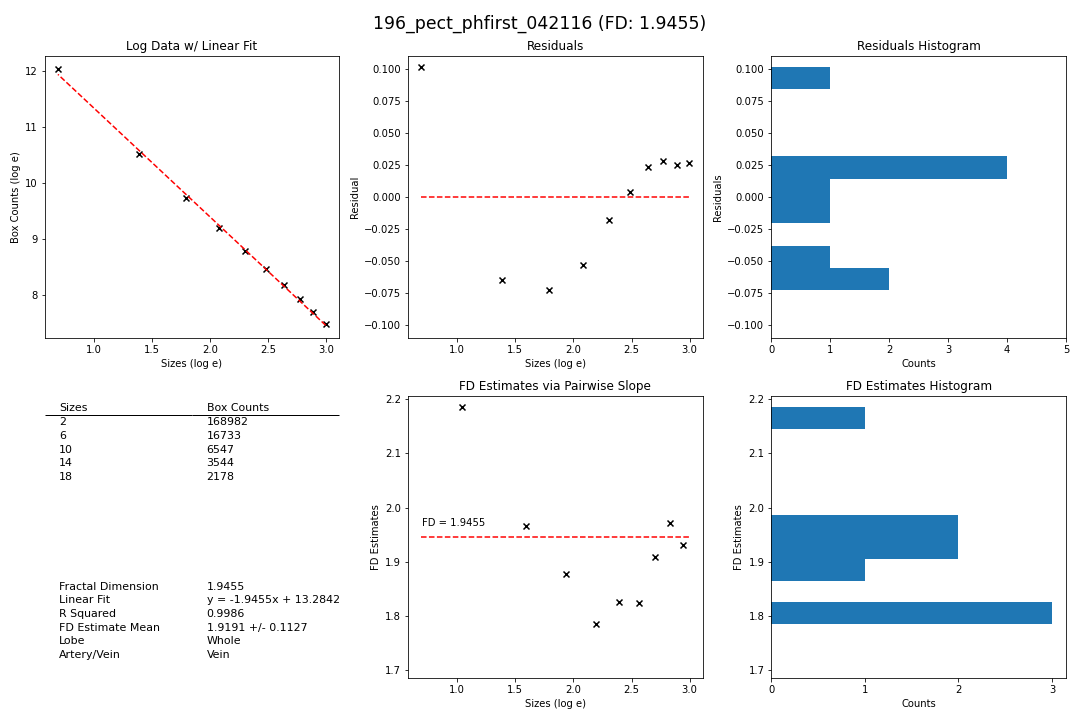 196_pect_phfirst_042116 (FD: 1.9455)
Log Data w/ Linear Fit
Box Counts (log e)
12
11
10
9
8
1.0 1.5 2.0 2.5 3.0
Sizes (log e)
Residuals
Residual
0.100
0.075
0.050
0.025
0.000
−0.025
−0.050
−0.075
−0.100
1.0 1.5 2.0 2.5 3.0
Sizes (log e)
Residuals Histogram
Residuals
0.100
0.075
0.050
0.025
0.000
−0.025
−0.050
−0.075
−0.100
0 1 2 3 4 5
Counts
Sizes Box Counts
2 168982
6 16733
10 6547
14 3544
18 2178
Fractal Dimension 1.9455
Linear Fit y = -1.9455x + 13.2842
R Squared 0.9986
FD Estimate Mean 1.9191 +/- 0.1127
Lobe Whole
Artery/Vein Vein
FD Estimates via Pairwise Slope
FD Estimates
2.2
2.1
2.0
1.9
1.8
1.7
FD = 1.9455
1.0 1.5 2.0 2.5 3.0
Sizes (log e)
FD Estimates Histogram
FD Estimates
2.2
2.1
2.0
1.9
1.8
1.7
0 1 2 3
Counts